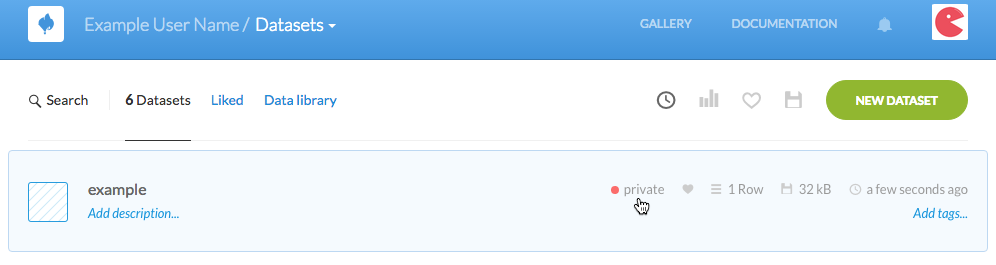 Example User Name / Datasets
GALLERY
DOCUMENTATION
Search
6 Datasets
Liked
Data library
NEW DATASET
example
private
1 Row
32 kB
a few seconds ago
Add description...
Add tags...